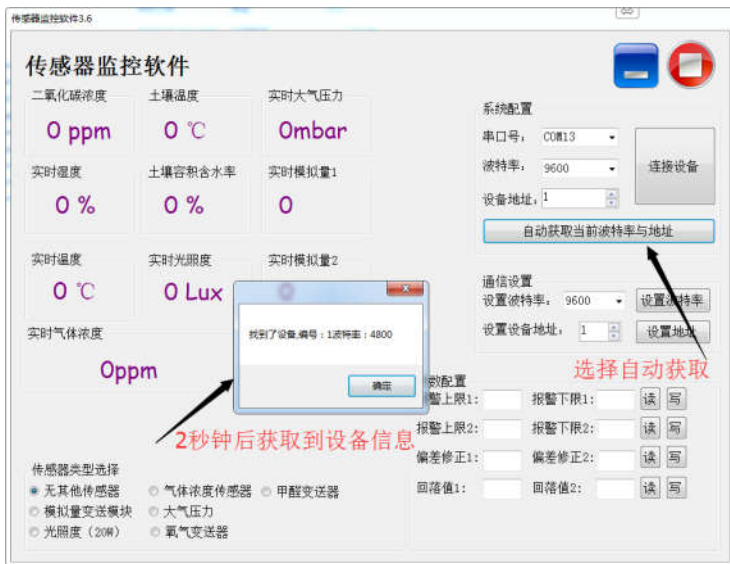 传感器监控软件3.6
传感器监控软件
二氧化碳浓度
土壤温度
实时大气压力
0 ppm
0 ℃
0mbar
实时湿度
土壤容积含水率
实时模拟量1
0 %
0 %
0
实时温度
实时光照度
实时模拟量2
0 ℃
0 Lux
0
实时气体浓度
0ppm
系统配置
串口号: COM13
波特率: 9600
设备地址: 1
连接设备
自动获取当前波特率与地址
通信设置
设置波特率: 9600
设置波特率
设置设备地址: 1
设置地址
选择自动获取
找到了设备,编号:1波特率:4800
确定
2秒钟后获取到设备信息
数配置
警上限1: 报警下限1: 读 写
报警上限2: 报警下限2: 读 写
偏差修正1: 偏差修正2: 读 写
回落值1: 回落值2: 读 写
传感器类型选择
无其他传感器 气体浓度传感器 甲醛变送器
模拟量变送模块 大气压力
光照度 (20W) 氧气变送器